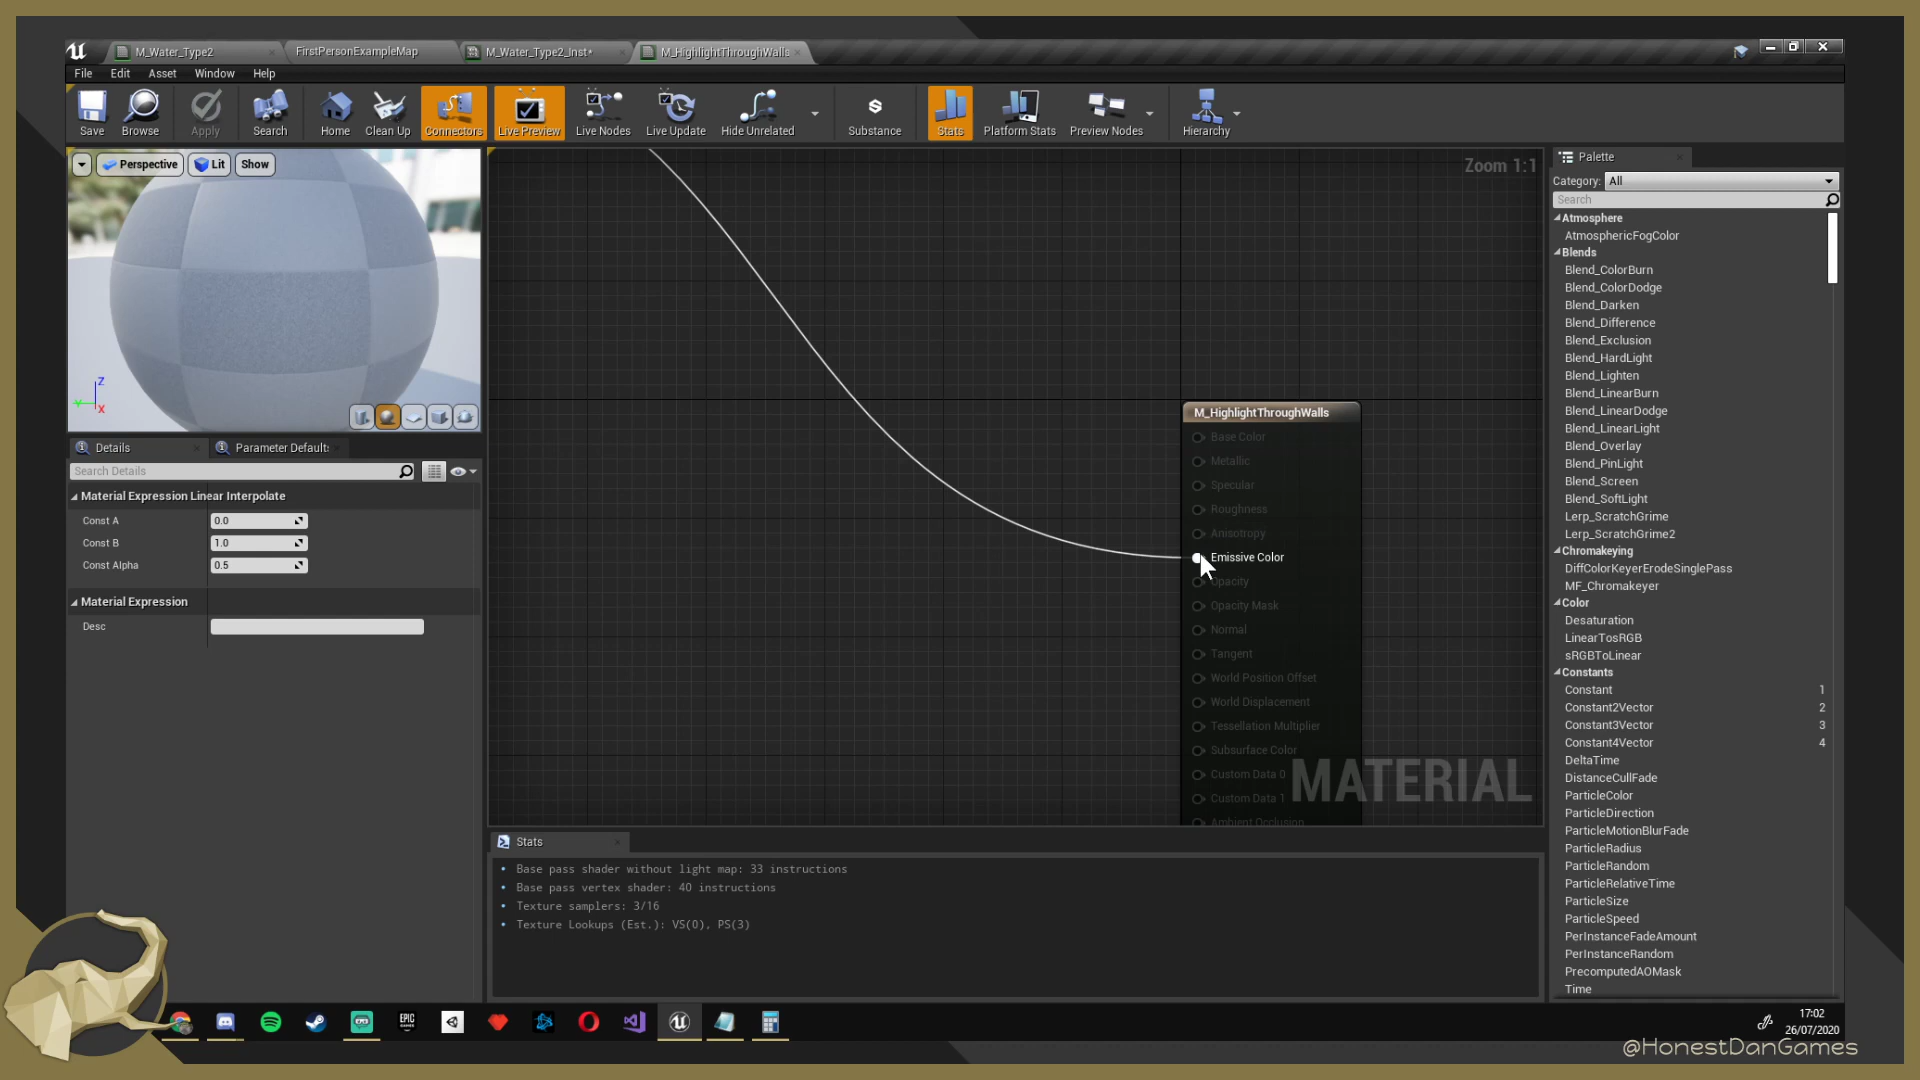 M_Water_Type2
FirstPersonExampleMap
M_Water_Type2_Inst*
M_HighlightThroughWalls
File
Edit
Asset
Window
Help
Save
Browse
Apply
Search
Home
Clean Up
Connectors
Live Preview
Live Nodes
Live Update
Hide Unrelated
Substance
Stats
Platform Stats
Preview Nodes
Hierarchy
Perspective
Lit
Show
Z
Y
X
Details
Parameter Defaults
Search Details
Material Expression Linear Interpolate
Const A
0.0
Const B
1.0
Const Alpha
0.5
Material Expression
Desc
Zoom 1:1
M_HighlightThroughWalls
Base Color
Metallic
Specular
Roughness
Anisotropy
Emissive Color
Opacity
Opacity Mask
Normal
Tangent
World Position Offset
World Displacement
Tessellation Multiplier
Subsurface Color
Custom Data 0
Custom Data 1
Ambient Occlusion
MATERIAL
Stats
Base pass shader without light map: 33 instructions
Base pass vertex shader: 40 instructions
Texture samplers: 3/16
Texture Lookups (Est.): VS(0), PS(3)
Palette
Category: All
Search
Atmosphere
AtmosphericFogColor
Blends
Blend_ColorBurn
Blend_ColorDodge
Blend_Darken
Blend_Difference
Blend_Exclusion
Blend_HardLight
Blend_Lighten
Blend_LinearBurn
Blend_LinearDodge
Blend_LinearLight
Blend_Overlay
Blend_PinLight
Blend_Screen
Blend_SoftLight
Lerp_ScratchGrime
Lerp_ScratchGrime2
Chromakeying
DiffColorKeyerErodeSinglePass
MF_Chromakeyer
Color
Desaturation
LinearTosRGB
sRGBToLinear
Constants
Constant 1
Constant2Vector 2
Constant3Vector 3
Constant4Vector 4
DeltaTime
DistanceCullFade
ParticleColor
ParticleDirection
ParticleMotionBlurFade
ParticleRadius
ParticleRandom
ParticleRelativeTime
ParticleSize
ParticleSpeed
PerInstanceFadeAmount
PerInstanceRandom
PrecomputedAOMask
Time
EPIC
17:02
26/07/2020
@HonestDanGames